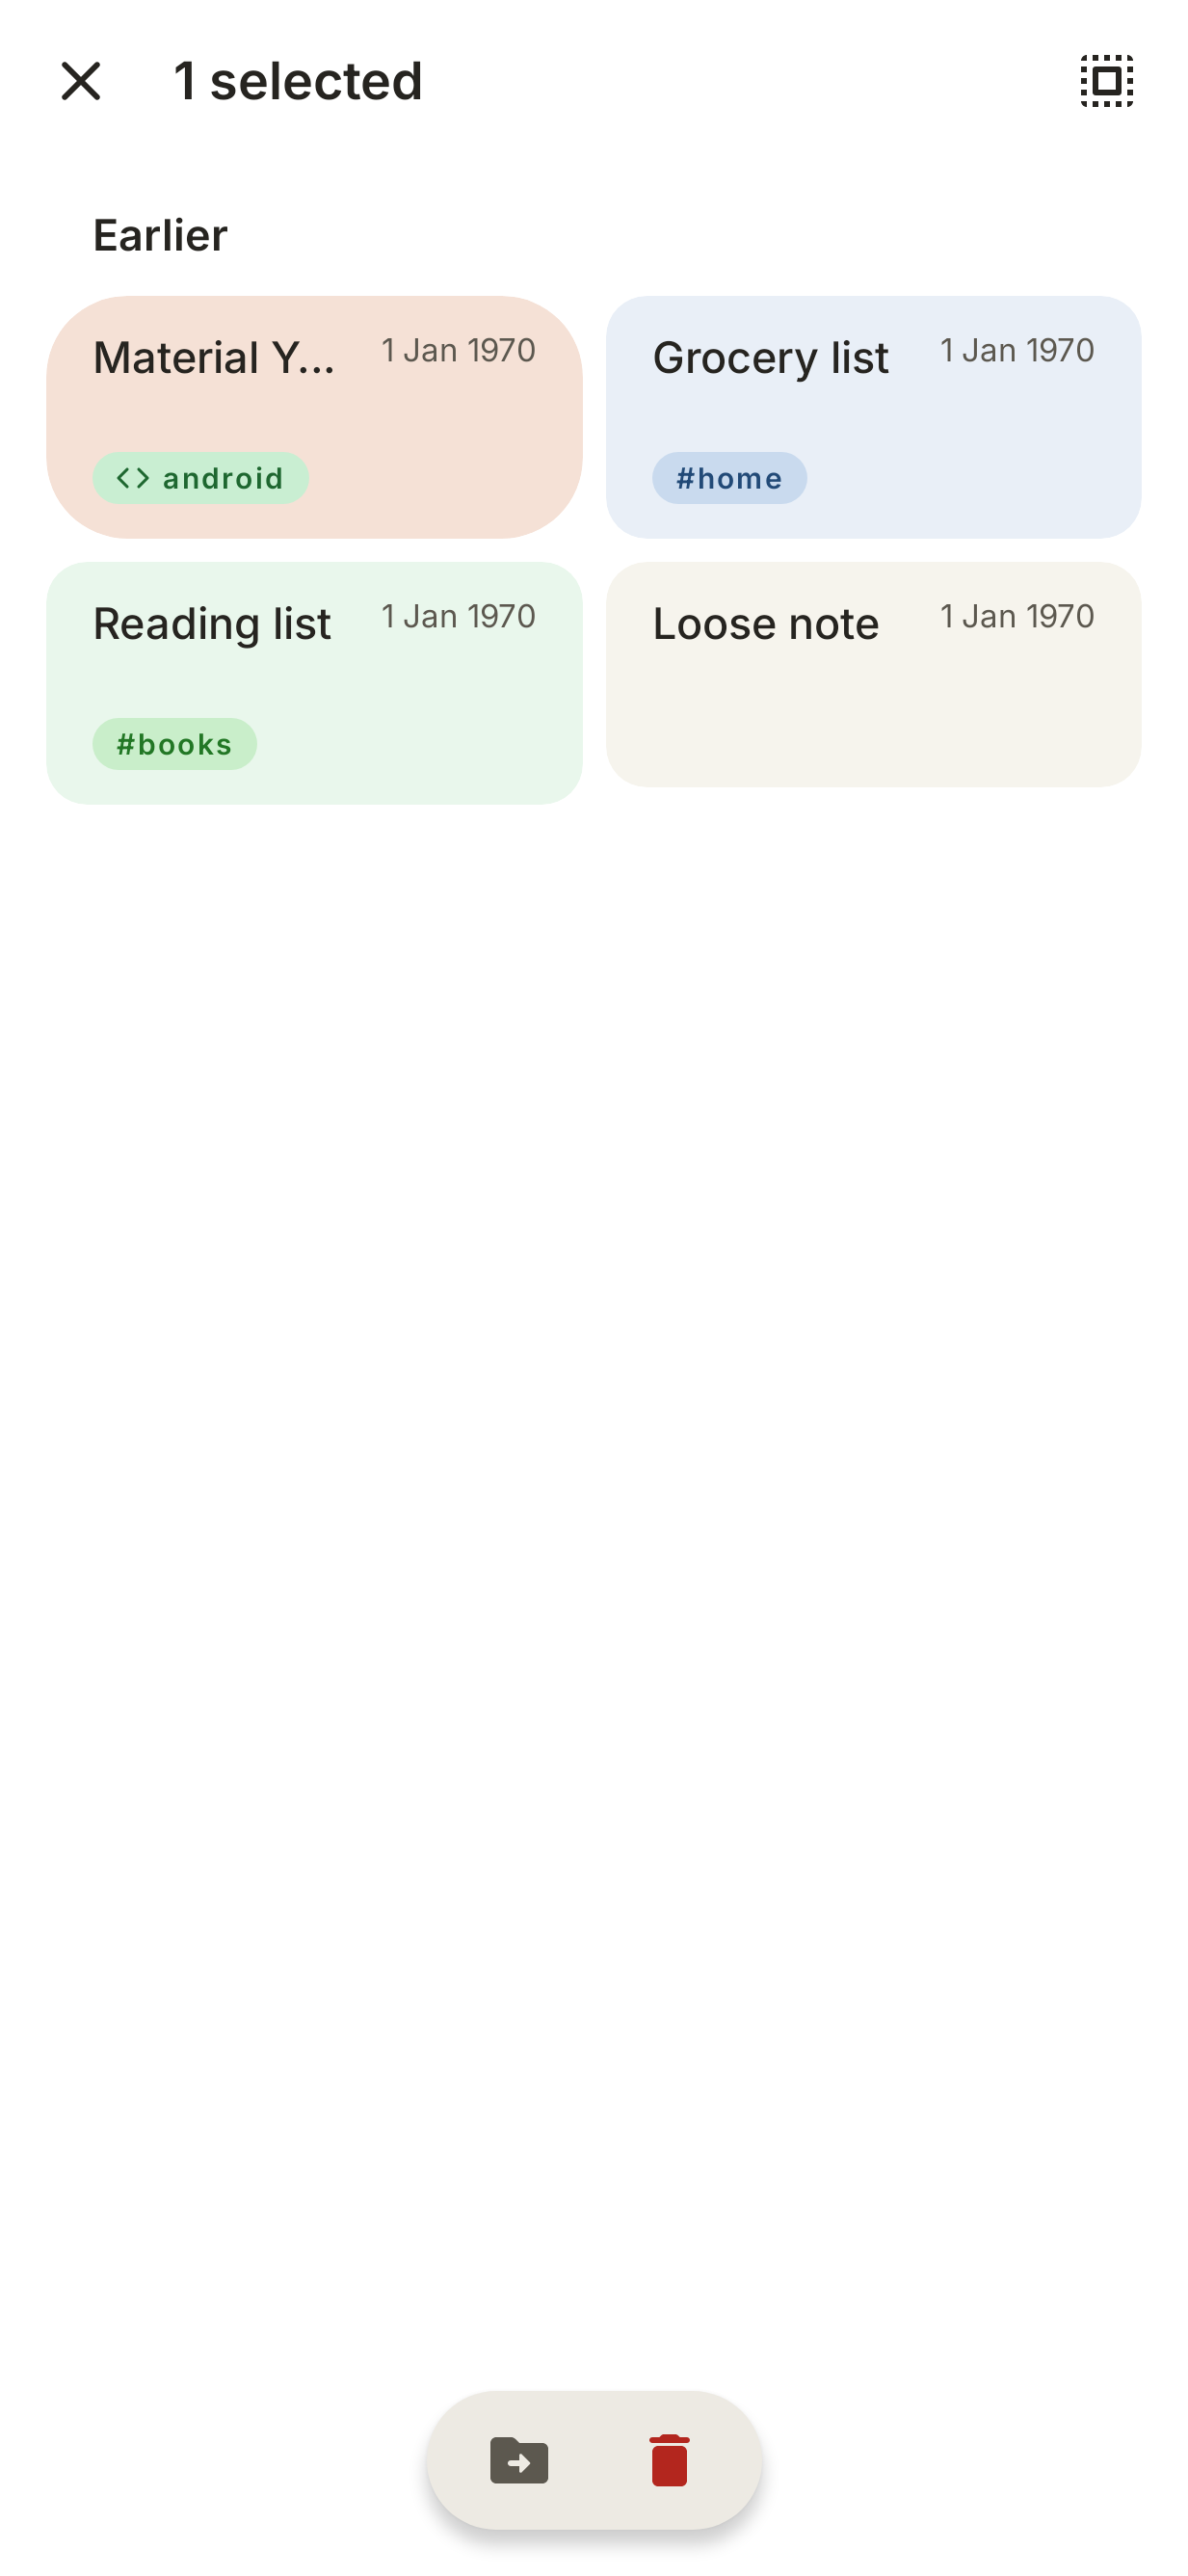 1 selected
Earlier
Material Y... 1 Jan 1970
android
Grocery list 1 Jan 1970
#home
Reading list 1 Jan 1970
#books
Loose note 1 Jan 1970